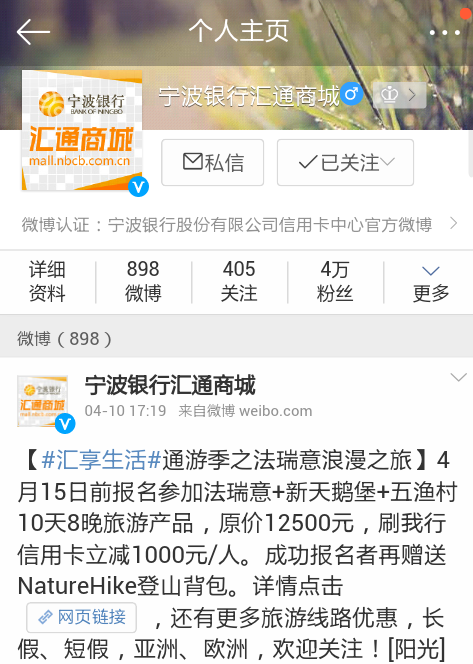 个人主页
宁波银行
BANK OF NINGBO
汇通商城
mall.nbcb.com.cn
宁波银行汇通商城
私信
已关注
微博认证：宁波银行股份有限公司信用卡中心官方微博
详细 898 405 4万
资料 微博 关注 粉丝 更多
微博（898）
宁波银行
汇通商城
宁波银行汇通商城
04-10 17:19 来自微博 weibo.com
【#汇享生活#通游季之法瑞意浪漫之旅】4
月15日前报名参加法瑞意+新天鹅堡+五渔村
10天8晚旅游产品，原价12500元，刷我行
信用卡立减1000元/人。成功报名者再赠送
NatureHike登山背包。详情点击
网页链接 ，还有更多旅游线路优惠，长
假、短假，亚洲、欧洲，欢迎关注！[阳光]